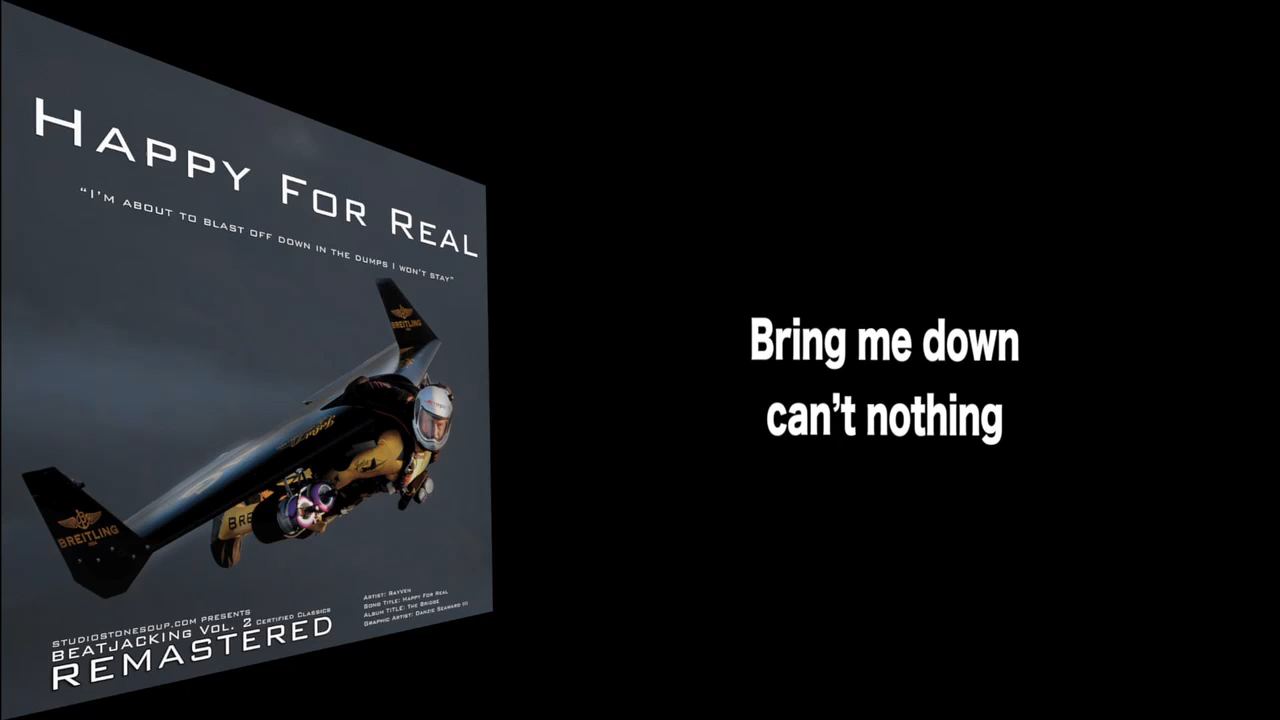 Happy For Real
“I'm about to blast off down in the dumps I won't stay”
BREITLING
BREITLING
1884
BRE
studiostonesoup.com presents
Beatjacking Vol. 2 Certified Classics
Remastered
Artist: RayVen
Song Title: Happy For Real
Album Title: The Bridge
Graphic Artist: Danzie Seaward III
Bring me down
can’t nothing